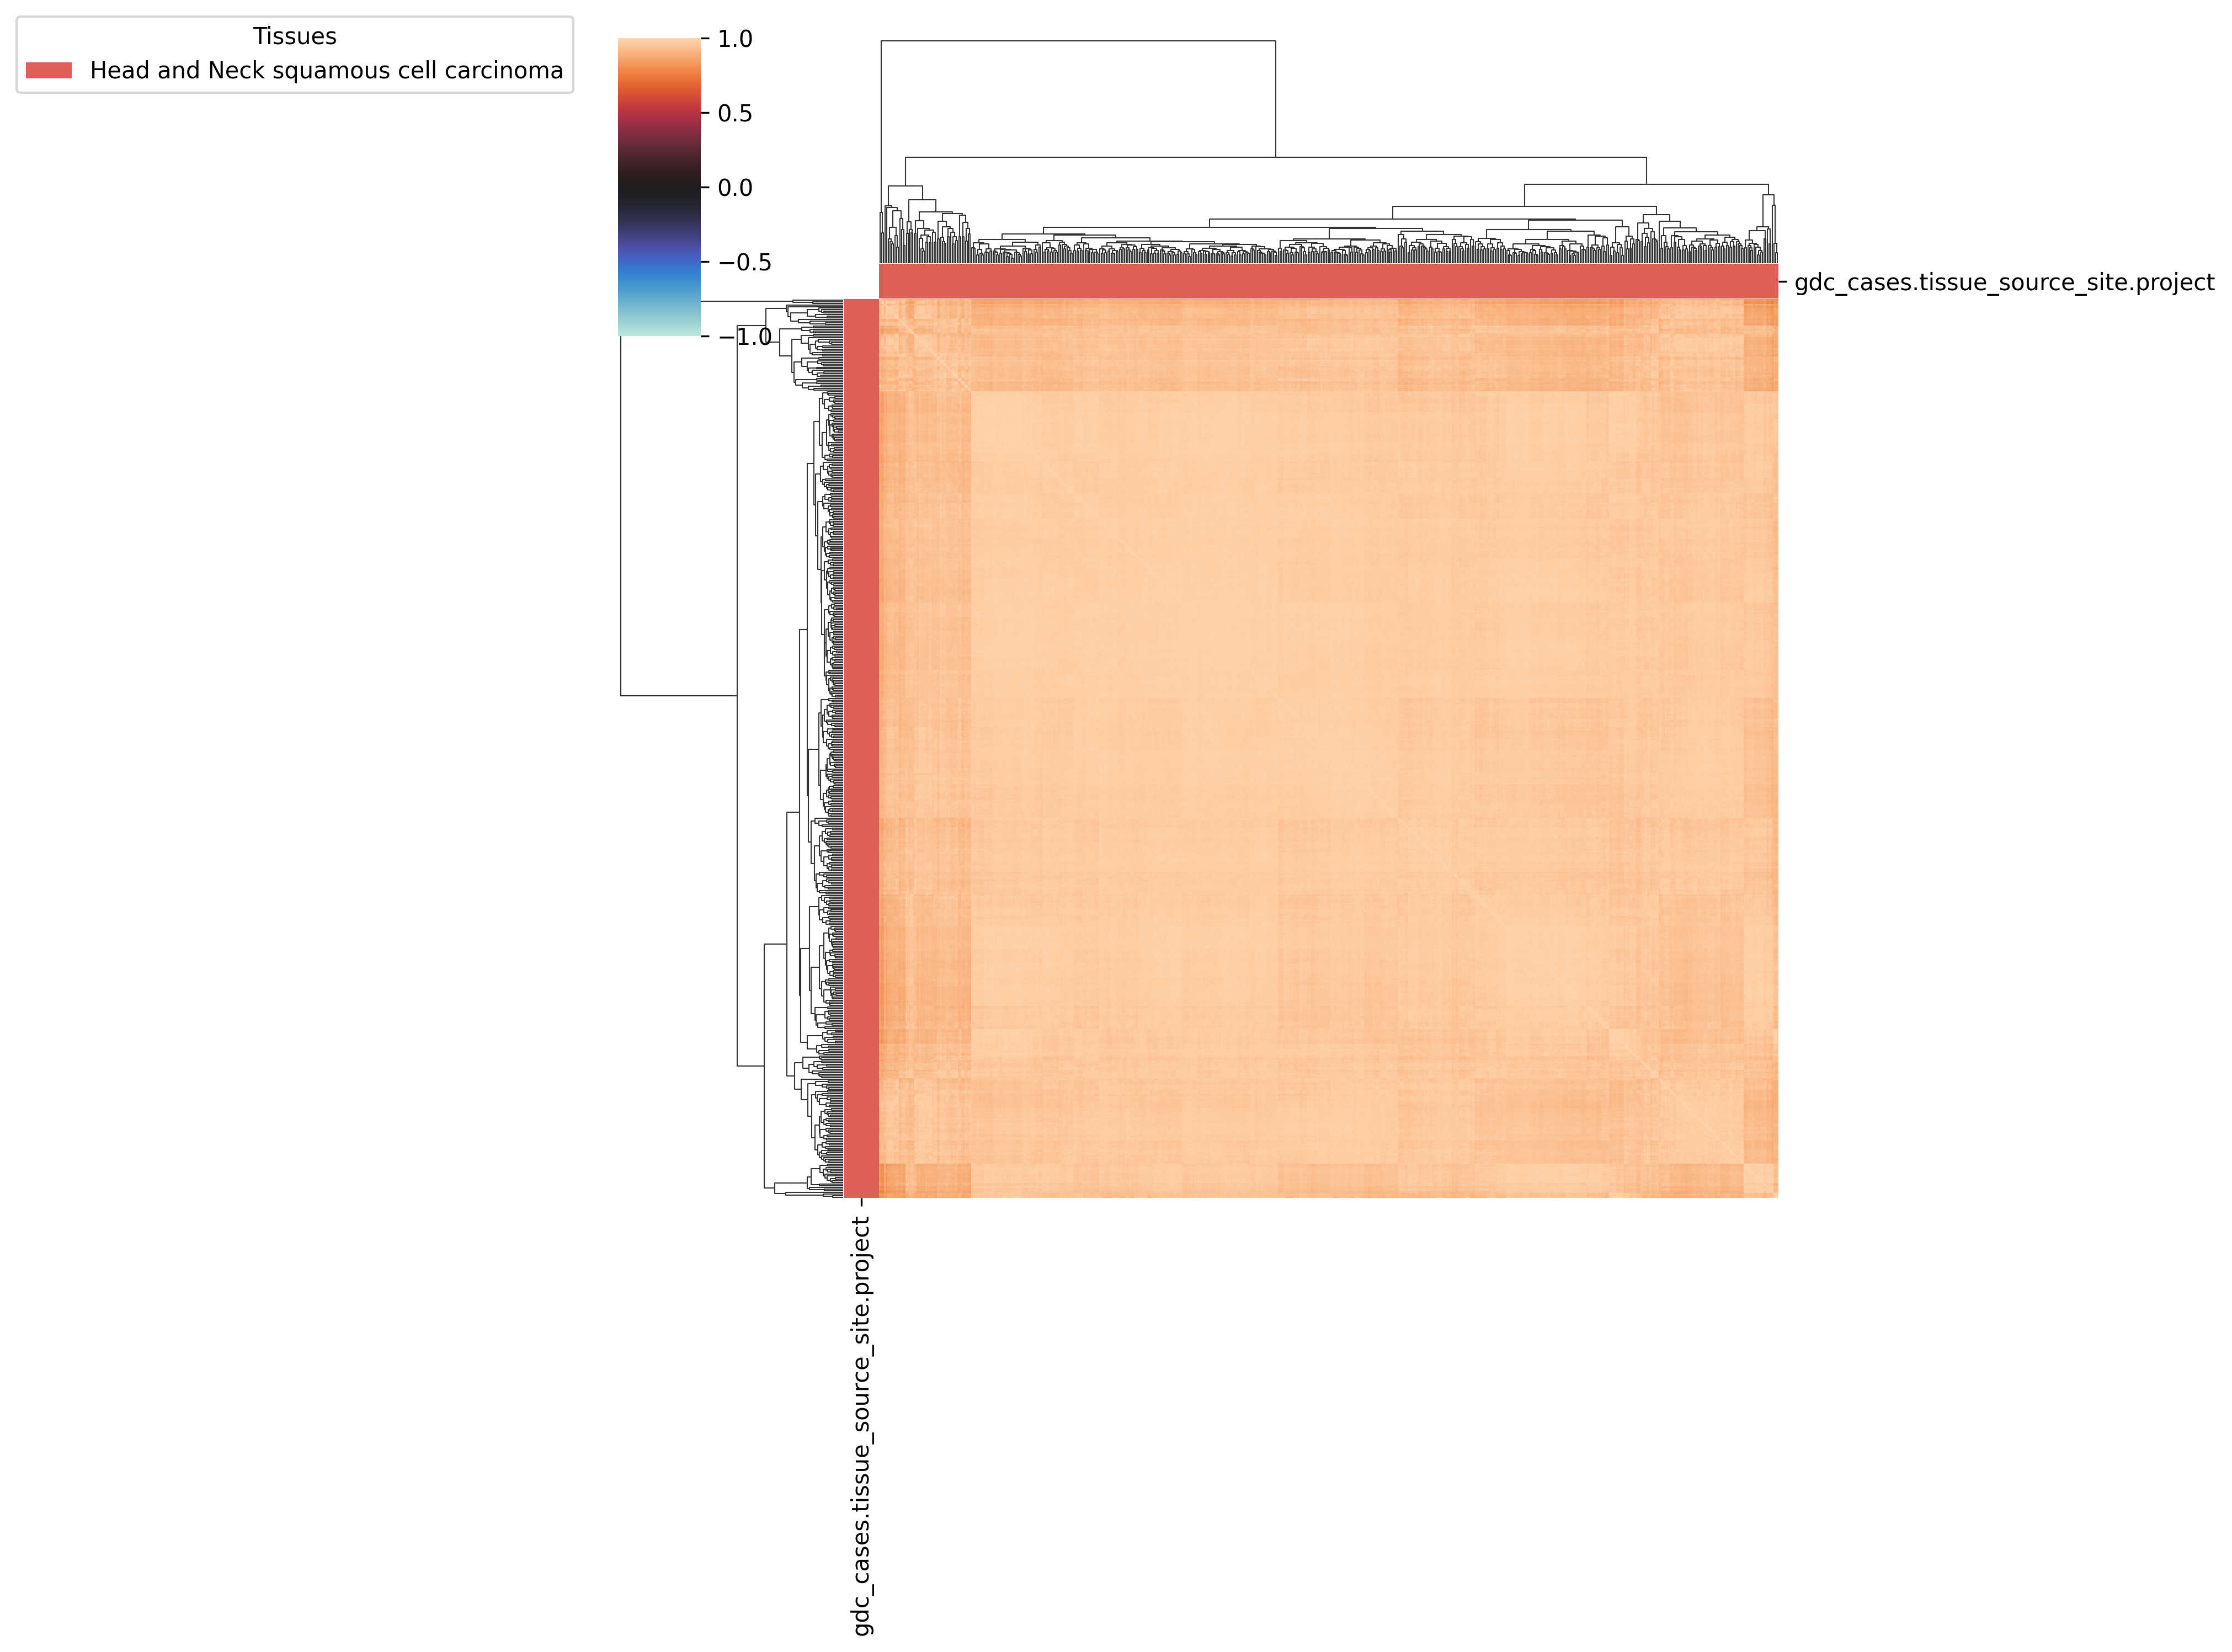 Tissues
Head and Neck squamous cell carcinoma
1.0
0.5
0.0
−0.5
−1.0
gdc_cases.tissue_source_site.project
gdc_cases.tissue_source_site.project